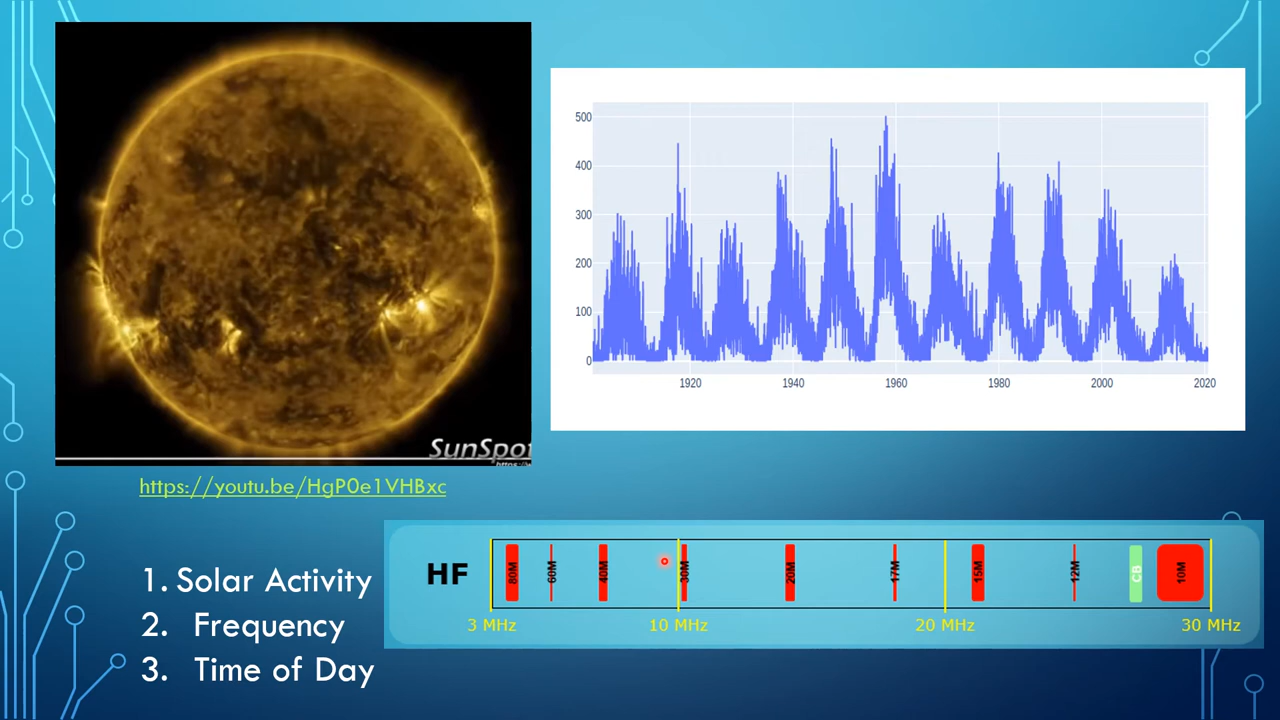 SunSpot
https://
https://youtu.be/HgP0e1VHBxc
500
400
300
200
100
0
1920 1940 1960 1980 2000 2020
1. Solar Activity
2. Frequency
3. Time of Day
HF
80M 60M 40M 30M 20M 17M 15M 12M CB 10M
3 MHz 10 MHz 20 MHz 30 MHz